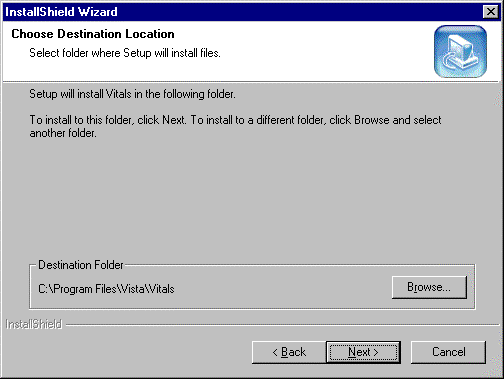 InstallShield Wizard
Choose Destination Location
Select folder where Setup will install files.
Setup will install Vitals in the following folder.
To install to this folder, click Next. To install to a different folder, click Browse and select
another folder.
Destination Folder
C:\Program Files\Vista\Vitals
Browse...
InstallShield
< Back
Next >
Cancel